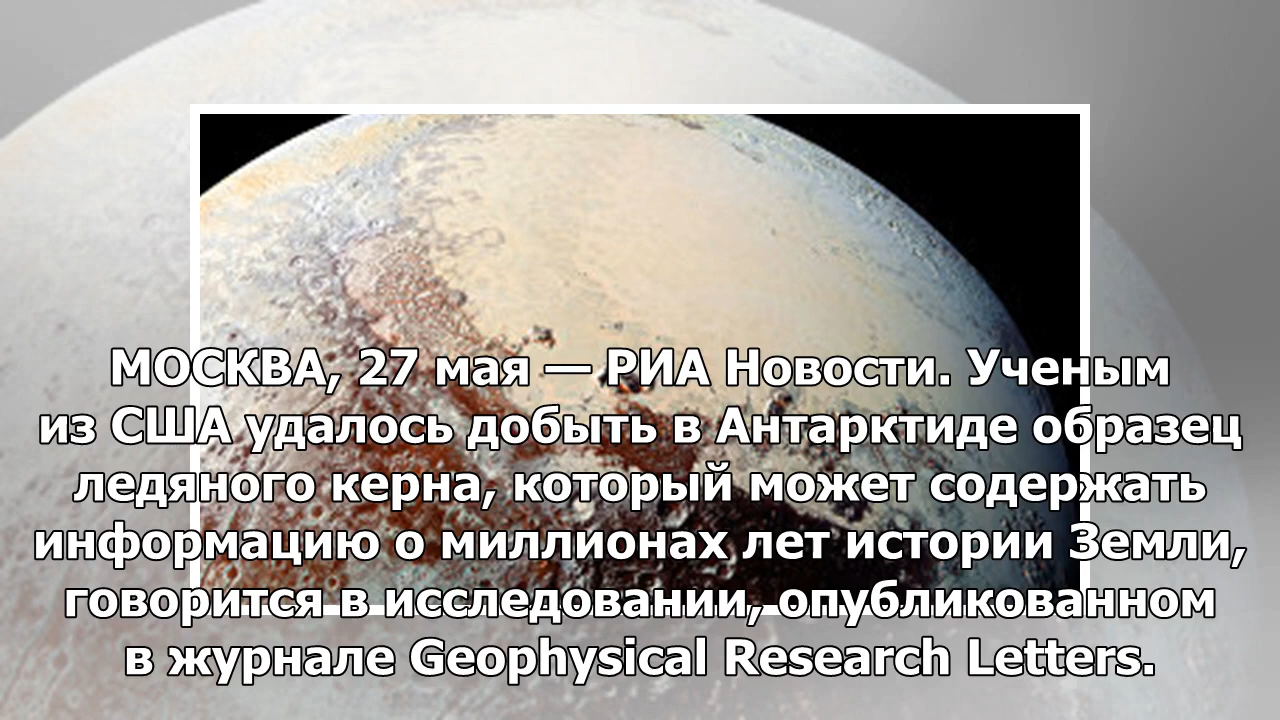 МОСКВА, 27 мая — РИА Новости. Ученым
из США удалось добыть в Антарктиде образец
ледяного керна, который может содержать
информацию о миллионах лет истории Земли,
говорится в исследовании, опубликованном
в журнале Geophysical Research Letters.